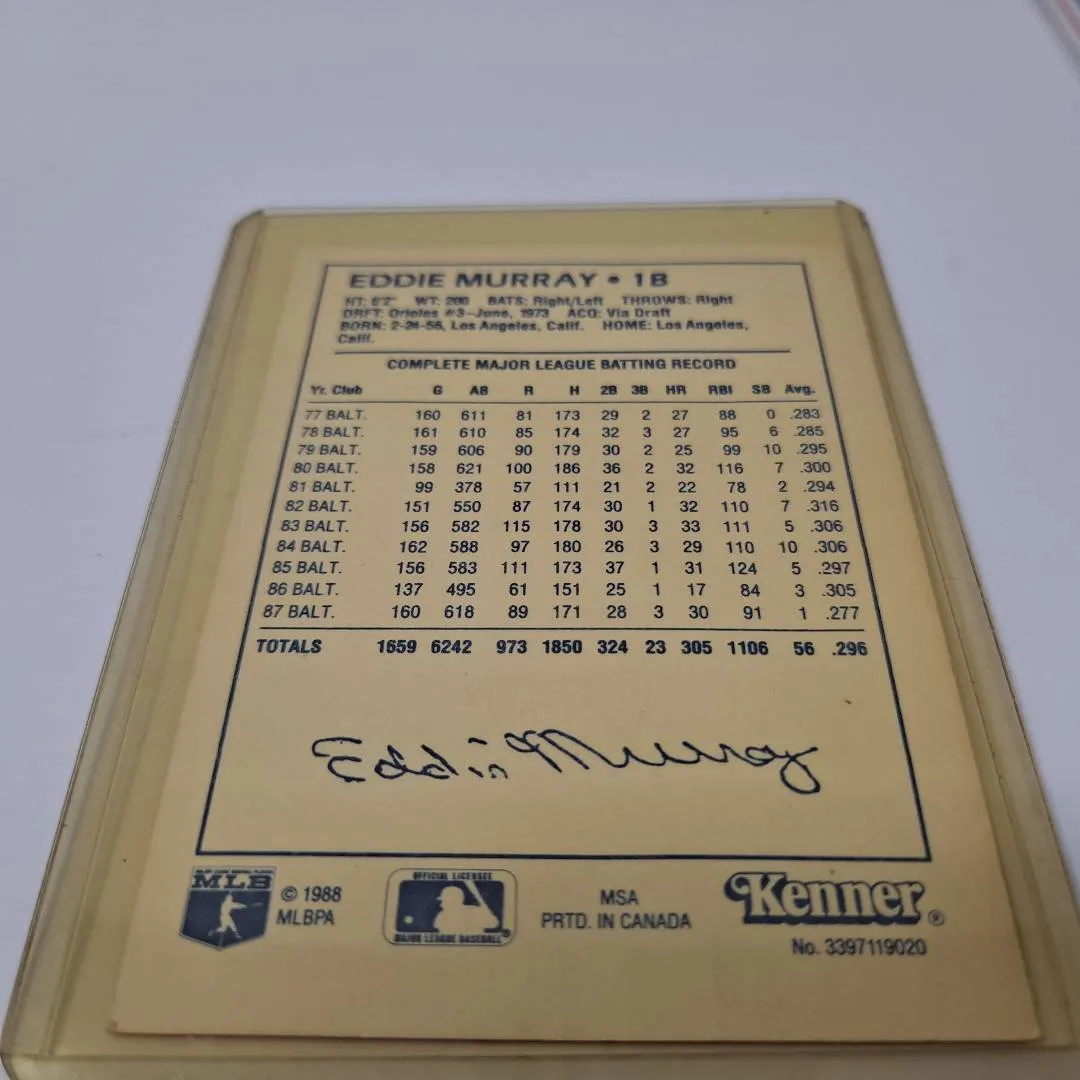 EDDIE MURRAY • 1B
HT: 6'2" WT: 200 BATS: Right/Left THROWS: Right
DRFT: Orioles #3-June, 1973 ACQ: Via Draft
BORN: 2-24-56, Los Angeles, Calif. HOME: Los Angeles,
Calif.
COMPLETE MAJOR LEAGUE BATTING RECORD
Yr. Club G AB R H 2B 3B HR RBI SB Avg.
77 BALT. 160 611 81 173 29 2 27 88 0 .283
78 BALT. 161 610 85 174 32 3 27 95 6 .285
79 BALT. 159 606 90 179 30 2 25 99 10 .295
80 BALT. 158 621 100 186 36 2 32 116 7 .300
81 BALT. 99 378 57 111 21 2 22 78 2 .294
82 BALT. 151 550 87 174 30 1 32 110 7 .316
83 BALT. 156 582 115 178 30 3 33 111 5 .306
84 BALT. 162 588 97 180 26 3 29 110 10 .306
85 BALT. 156 583 111 173 37 1 31 124 5 .297
86 BALT. 137 495 61 151 25 1 17 84 3 .305
87 BALT. 160 618 89 171 28 3 30 91 1 .277
TOTALS 1659 6242 973 1850 324 23 305 1106 56 .296
Eddie Murray
MLB
© 1988
MLBPA
OFFICIAL LICENSEE
MAJOR LEAGUE BASEBALL
MSA
PRTD. IN CANADA
Kenner®
No. 3397119020